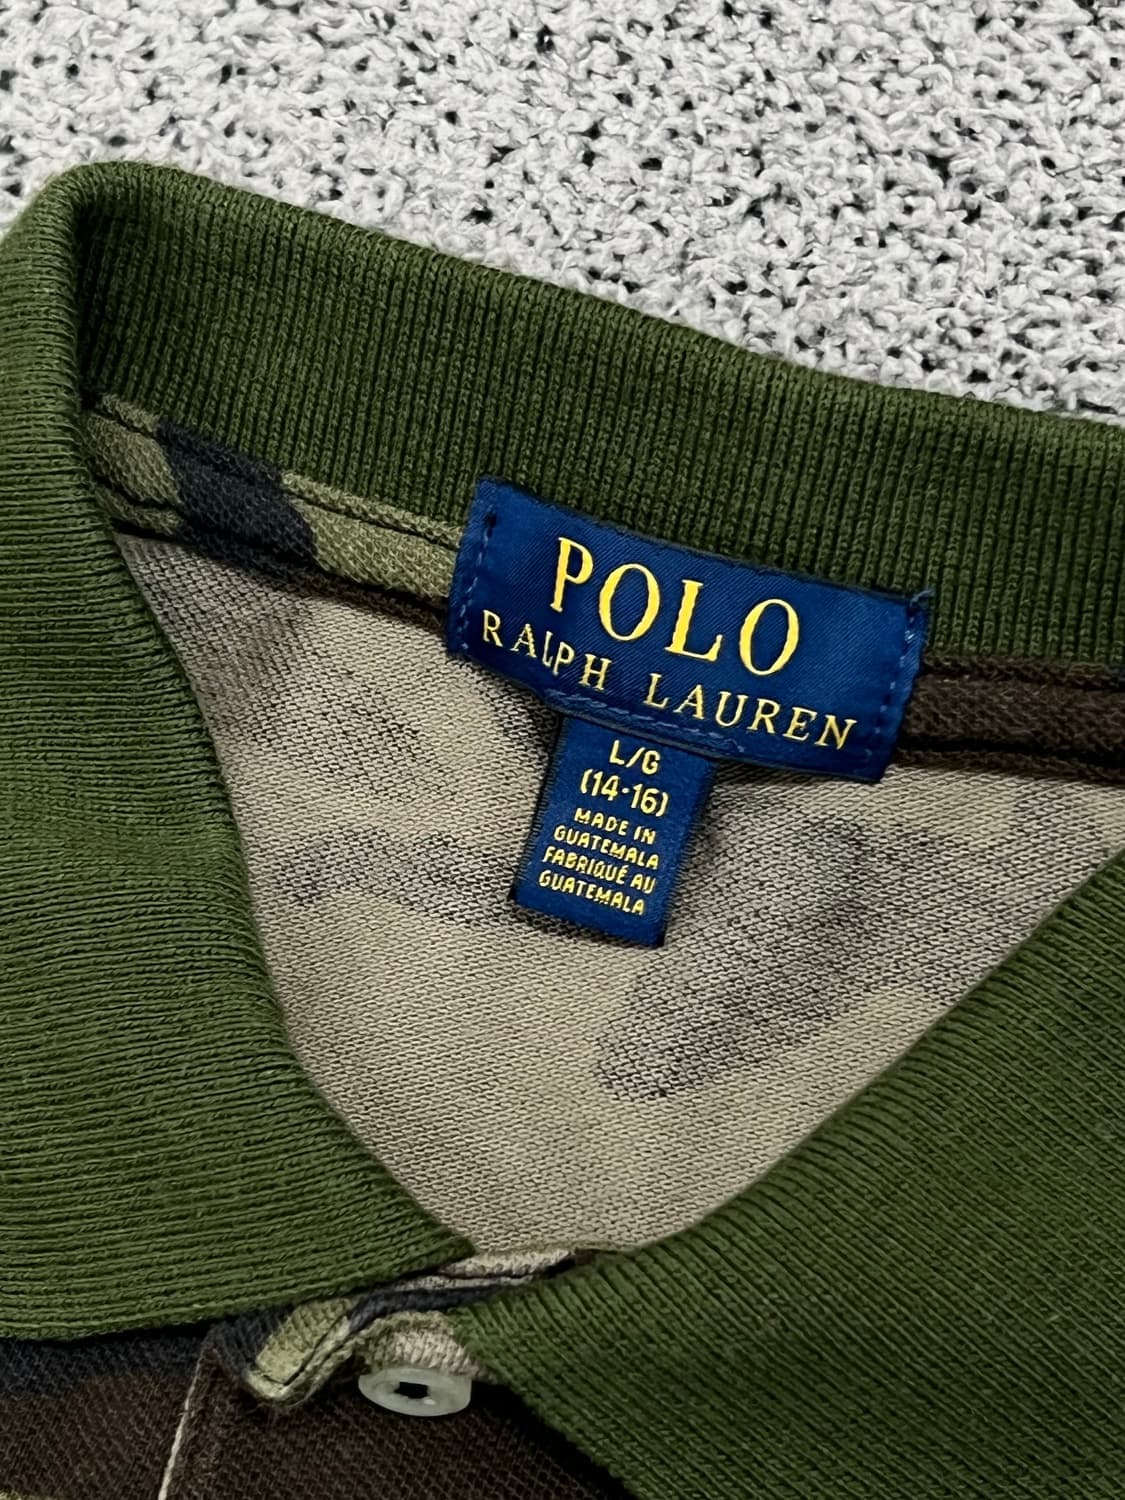 POLO
RALPH LAUREN
L/G
(14-16)
MADE IN
GUATEMALA
FABRIQUÉ AU
GUATEMALA